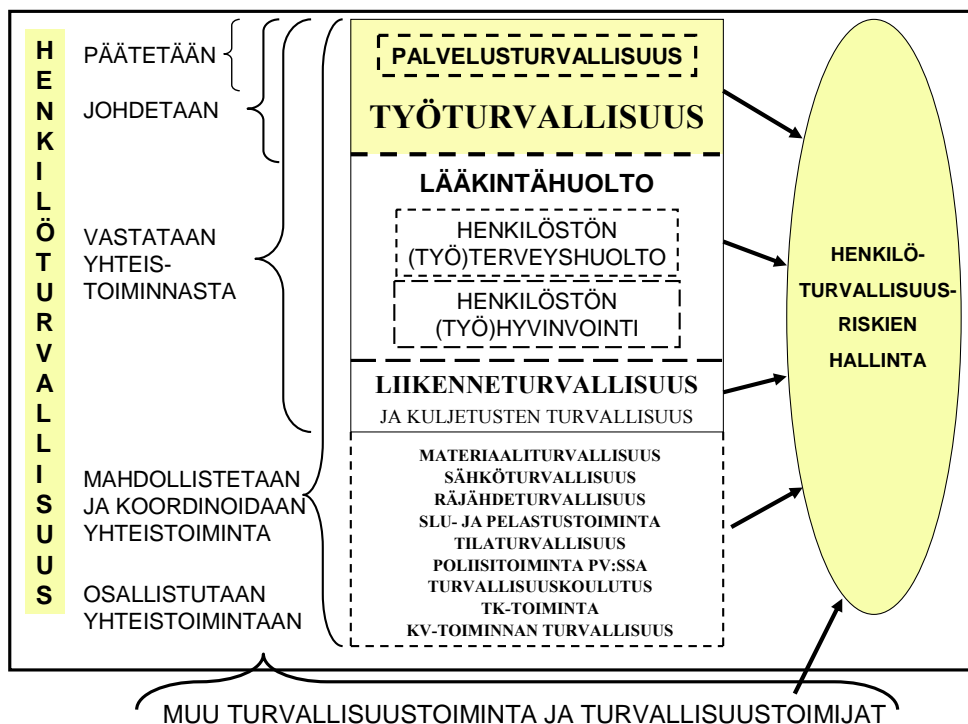 HENKILÖTURVALLISUUS
PÄÄTETÄÄN
JOHDETAAN
VASTATAAN
YHTEIS-
TOIMINNASTA
MAHDOLLISTETAAN
JA KOORDINOIDAAN
YHTEISTOIMINTA
OSALLISTUTAAN
YHTEISTOIMINTAAN
PALVELUSTURVALLISUUS
TYÖTURVALLISUUS
LÄÄKINTÄHUOLTO
HENKILÖSTÖN
(TYÖ)TERVEYSHUOLTO
HENKILÖSTÖN
(TYÖ)HYVINVOINTI
LIIKENNETURVALLISUUS
JA KULJETUSTEN TURVALLISUUS
MATERIAALITURVALLISUUS
SÄHKÖTURVALLISUUS
RÄJÄHDETURVALLISUUS
SLU- JA PELASTUSTOIMINTA
TILATURVALLISUUS
POLIISITOIMINTA PV:SSA
TURVALLISUUSKOULUTUS
TK-TOIMINTA
KV-TOIMINNAN TURVALLISUUS
HENKILÖ-
TURVALLISUUS-
RISKIEN
HALLINTA
MUU TURVALLISUUSTOIMINTA JA TURVALLISUUSTOIMIJAT